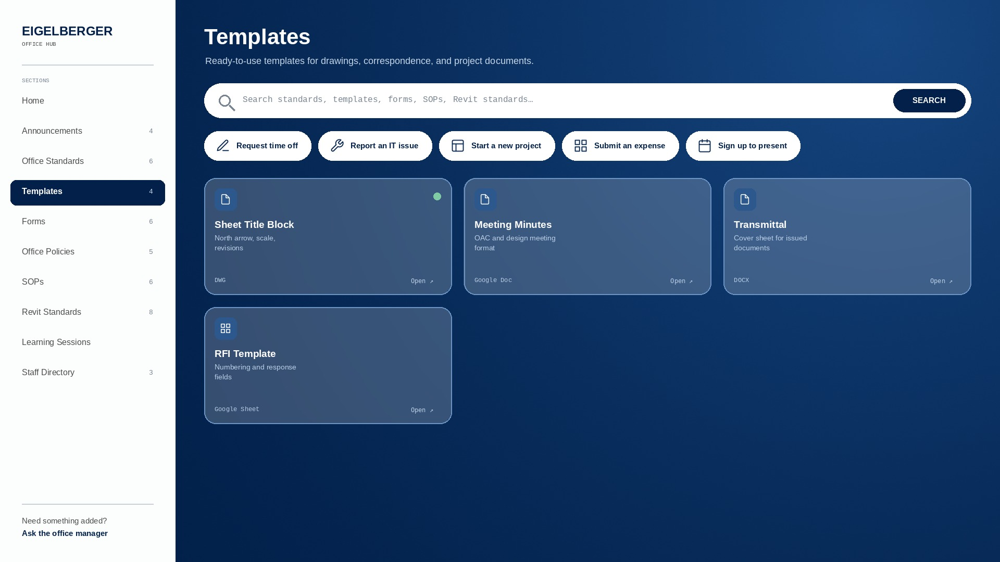 EIGELBERGER
OFFICE HUB
SECTIONS
Home
Announcements 4
Office Standards 6
Templates 4
Forms 6
Office Policies 5
SOPs 6
Revit Standards 8
Learning Sessions
Staff Directory 3
Need something added?
Ask the office manager
Templates
Ready-to-use templates for drawings, correspondence, and project documents.
Search standards, templates, forms, SOPs, Revit standards…
SEARCH
Request time off
Report an IT issue
Start a new project
Submit an expense
Sign up to present
Sheet Title Block
North arrow, scale,
revisions
DWG
Open ↗
Meeting Minutes
OAC and design meeting
format
Google Doc
Open ↗
Transmittal
Cover sheet for issued
documents
DOCX
Open ↗
RFI Template
Numbering and response
fields
Google Sheet
Open ↗